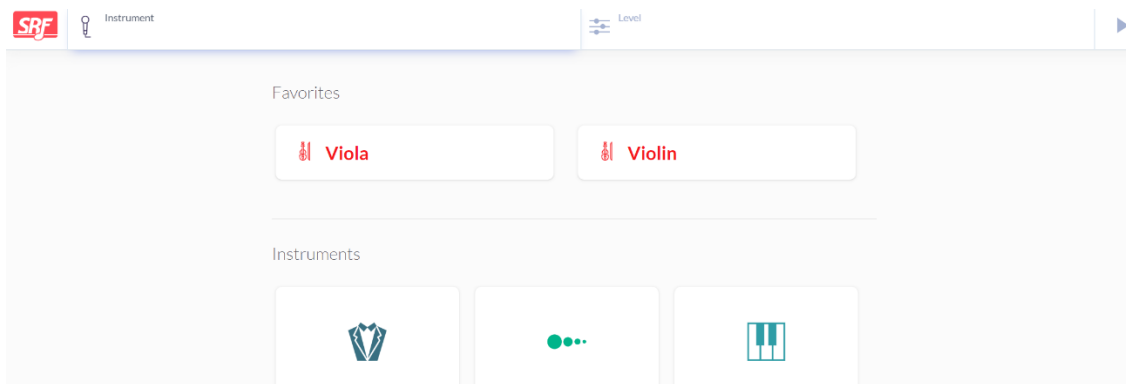 SRF
Instrument
Level
Favorites
Viola
Violin
Instruments